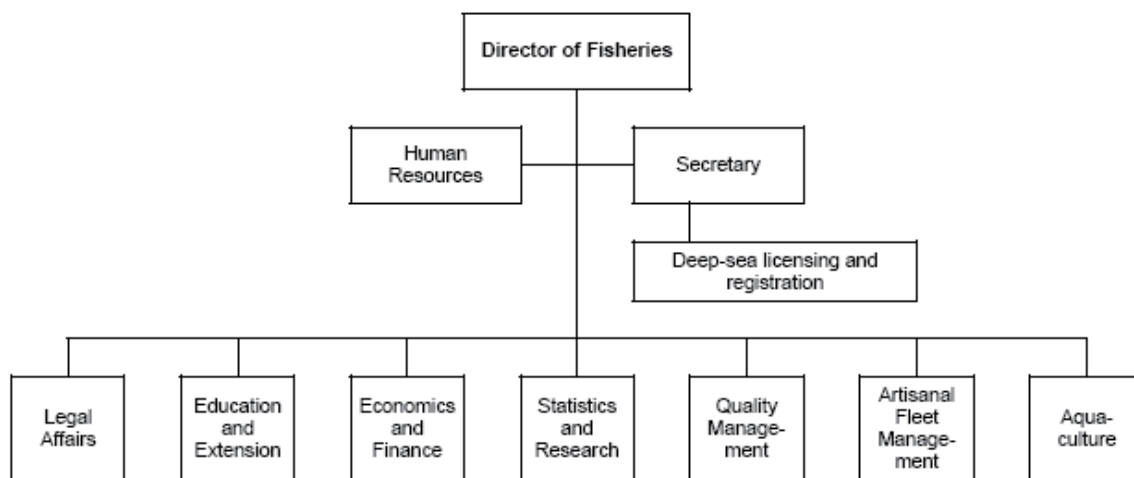 Director of Fisheries
Human
Resources
Secretary
Deep-sea licensing and
registration
Legal
Affairs
Education
and
Extension
Economics
and
Finance
Statistics
and
Research
Quality
Manage-
ment
Artisanal
Fleet
Manage-
ment
Aqua-
culture